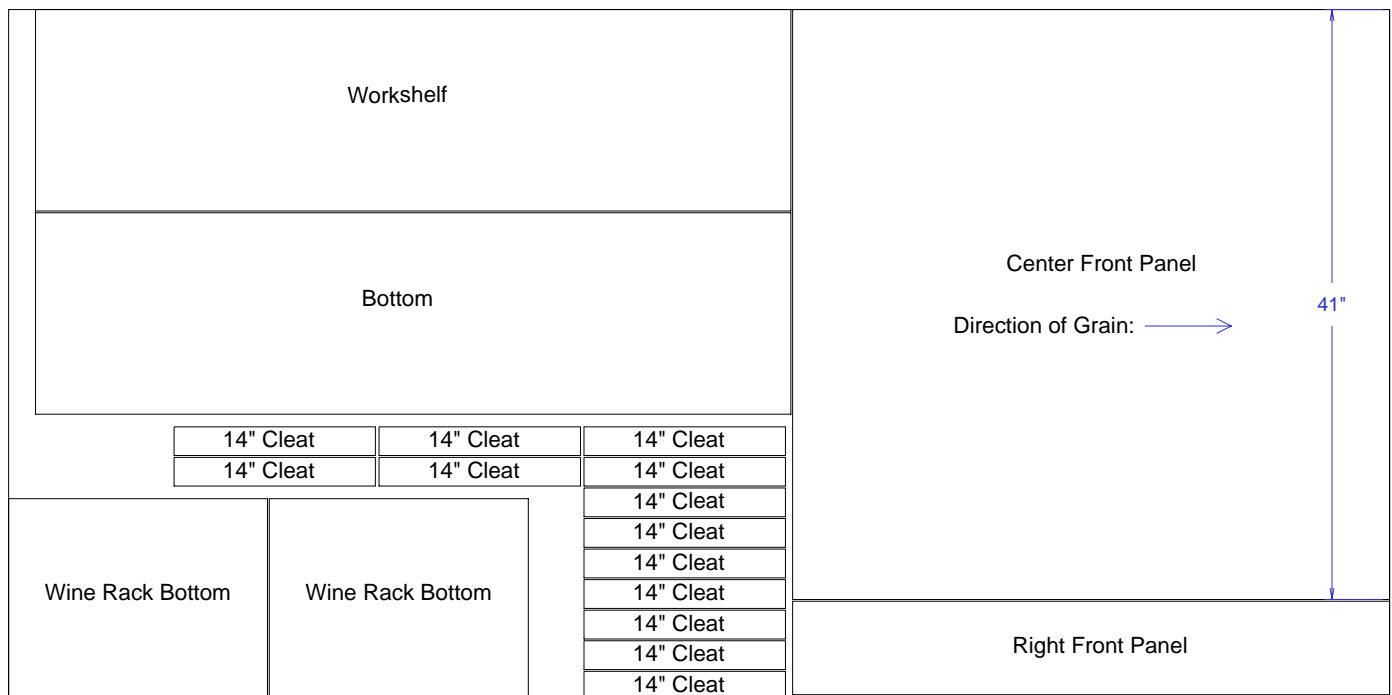 Workshelf
Bottom
Center Front Panel
Direction of Grain:
41"
14" Cleat 14" Cleat 14" Cleat
14" Cleat 14" Cleat 14" Cleat
14" Cleat
14" Cleat
14" Cleat
14" Cleat
14" Cleat
14" Cleat
14" Cleat
Wine Rack Bottom Wine Rack Bottom
Right Front Panel